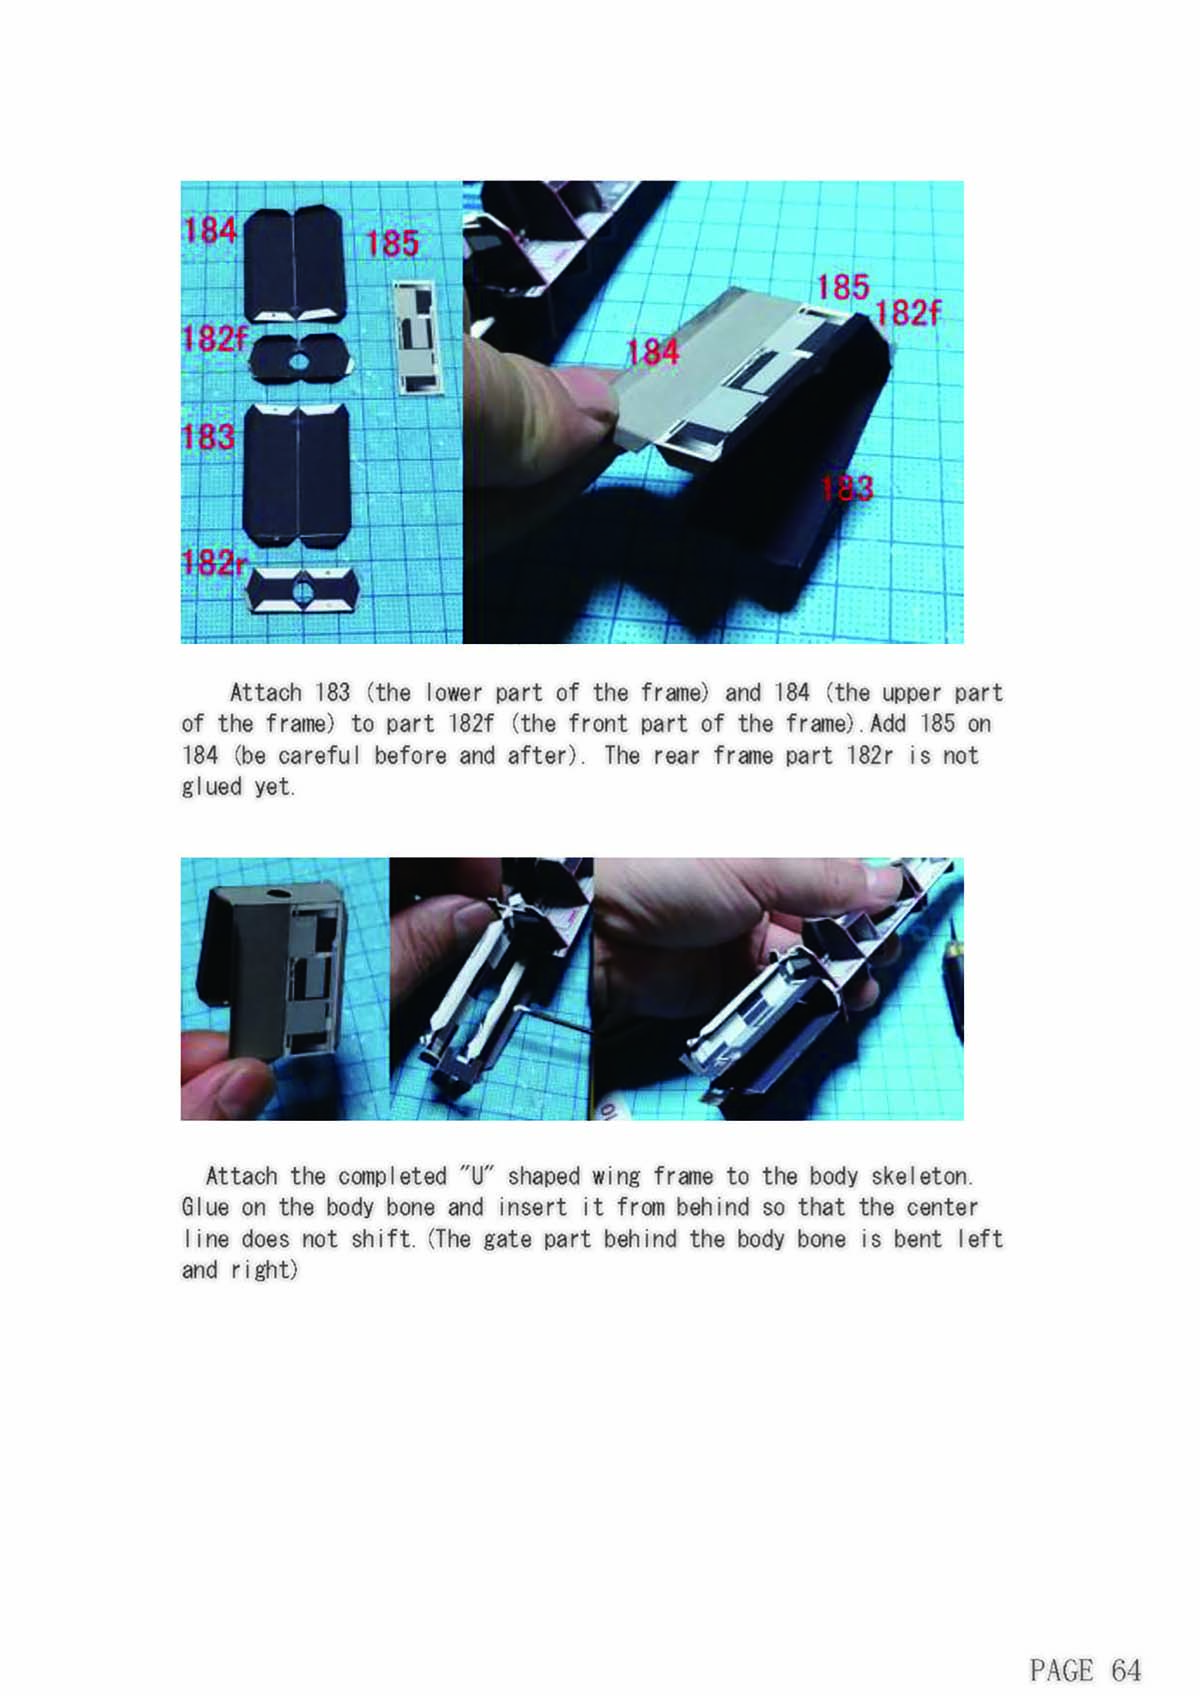 184
185
182f
183
182r
185
182f
184
183
Attach 183 (the lower part of the frame) and 184 (the upper part
of the frame) to part 182f (the front part of the frame).Add 185 on
184 (be careful before and after). The rear frame part 182r is not
glued yet.
10
Attach the completed "U" shaped wing frame to the body skeleton.
Glue on the body bone and insert it from behind so that the center
line does not shift.(The gate part behind the body bone is bent left
and right)
PAGE 64